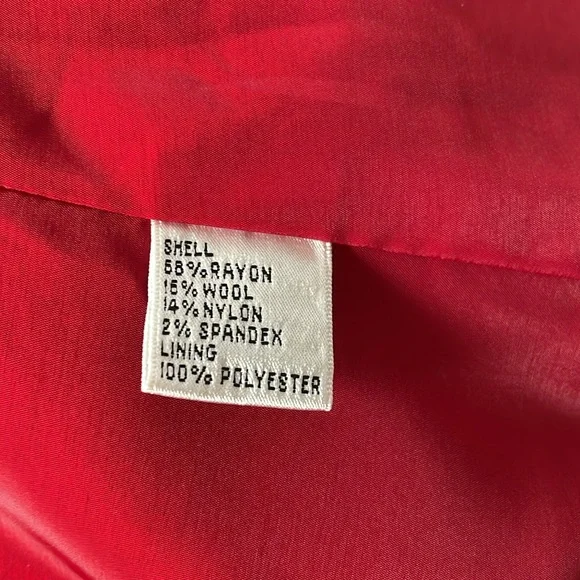 SHELL
68% RAYON
16% WOOL
14% NYLON
2% SPANDEX
LINING
100% POLYESTER